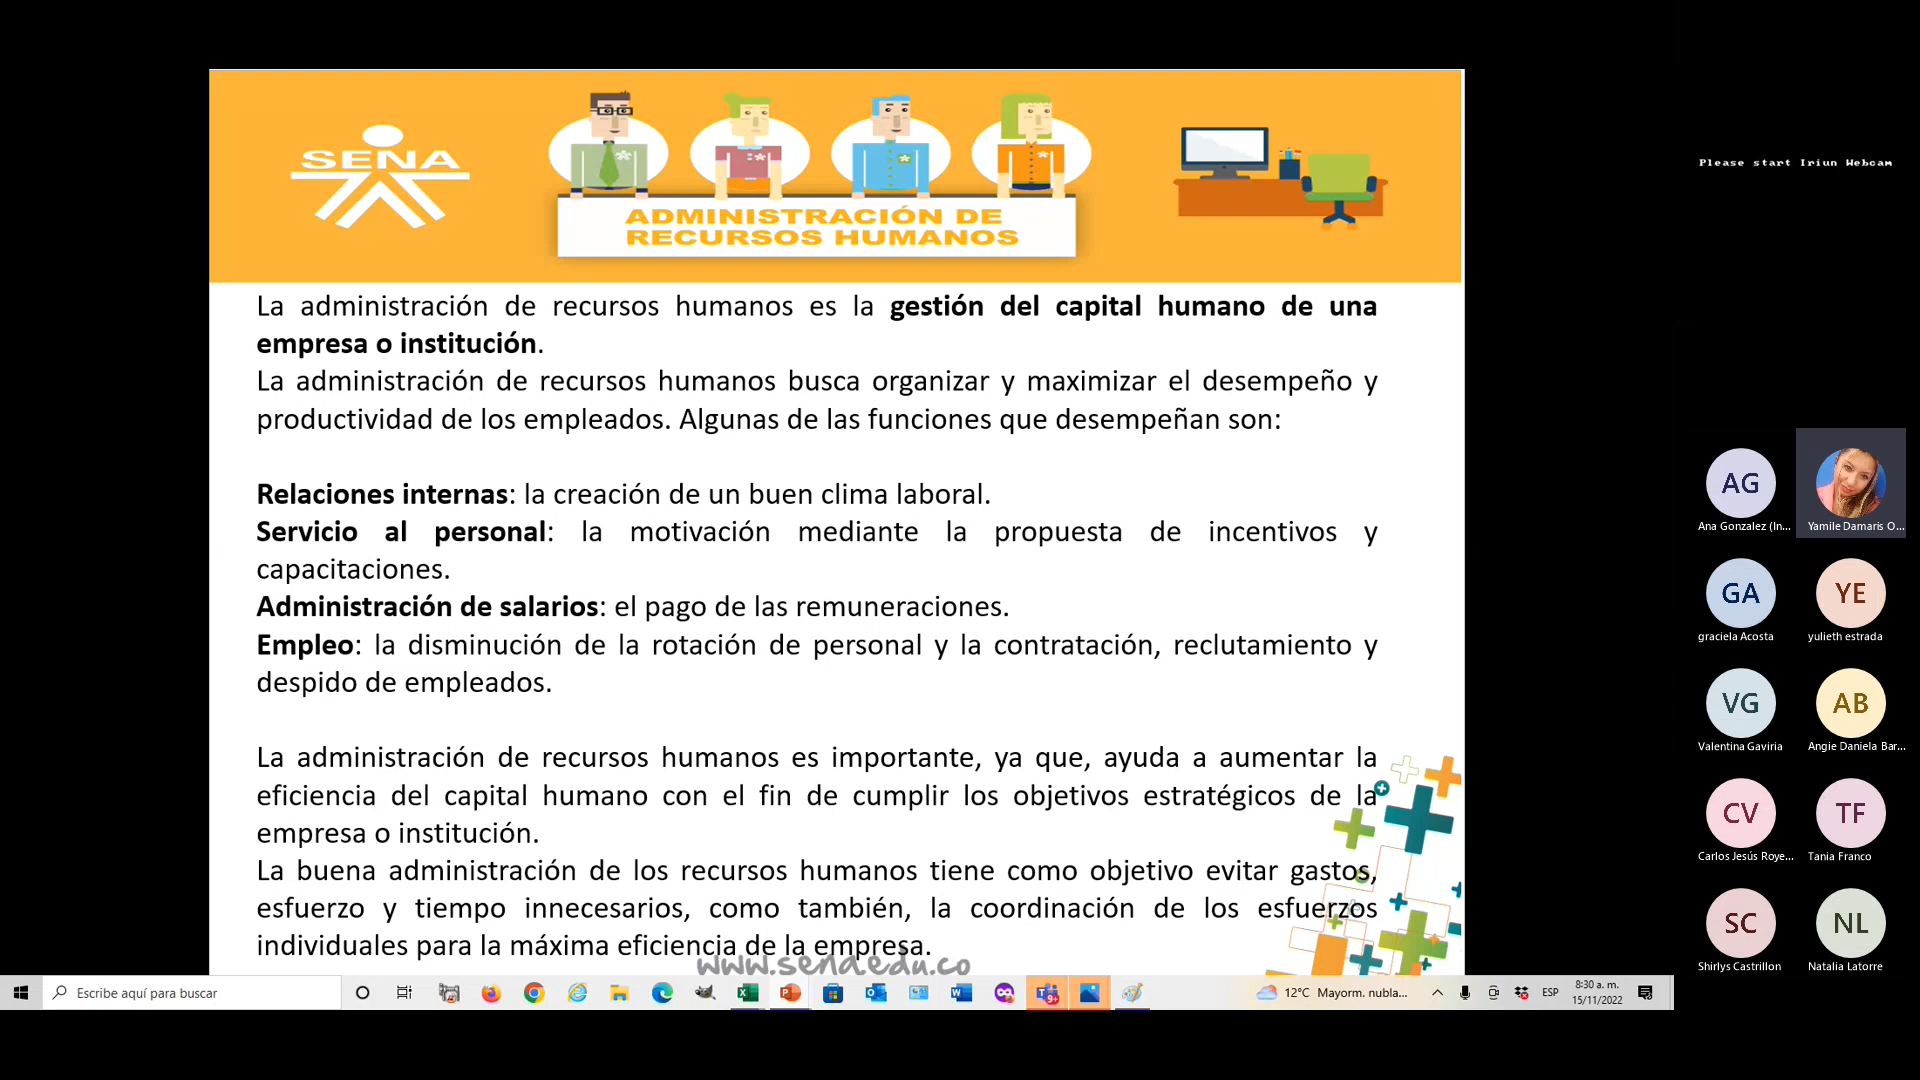 SENA
ADMINISTRACIÓN DE
RECURSOS HUMANOS
La administración de recursos humanos es la gestión del capital humano de una
empresa o institución.
La administración de recursos humanos busca organizar y maximizar el desempeño y
productividad de los empleados. Algunas de las funciones que desempeñan son:
Relaciones internas: la creación de un buen clima laboral.
Servicio al personal: la motivación mediante la propuesta de incentivos y
capacitaciones.
Administración de salarios: el pago de las remuneraciones.
Empleo: la disminución de la rotación de personal y la contratación, reclutamiento y
despido de empleados.
La administración de recursos humanos es importante, ya que, ayuda a aumentar la
eficiencia del capital humano con el fin de cumplir los objetivos estratégicos de la
empresa o institución.
La buena administración de los recursos humanos tiene como objetivo evitar gastos,
esfuerzo y tiempo innecesarios, como también, la coordinación de los esfuerzos
individuales para la máxima eficiencia de la empresa.
www.sena.edu.co
Escribe aquí para buscar
9+
12°C Mayorm. nubla...
ESP
8:30 a. m.
15/11/2022
Please start Iriun Webcam
AG
Ana Gonzalez (In...
Yamile Damaris O...
GA
graciela Acosta
YE
yulieth estrada
VG
Valentina Gaviria
AB
Angie Daniela Bar...
CV
Carlos Jesús Roye...
TF
Tania Franco
SC
Shirlys Castrillon
NL
Natalia Latorre